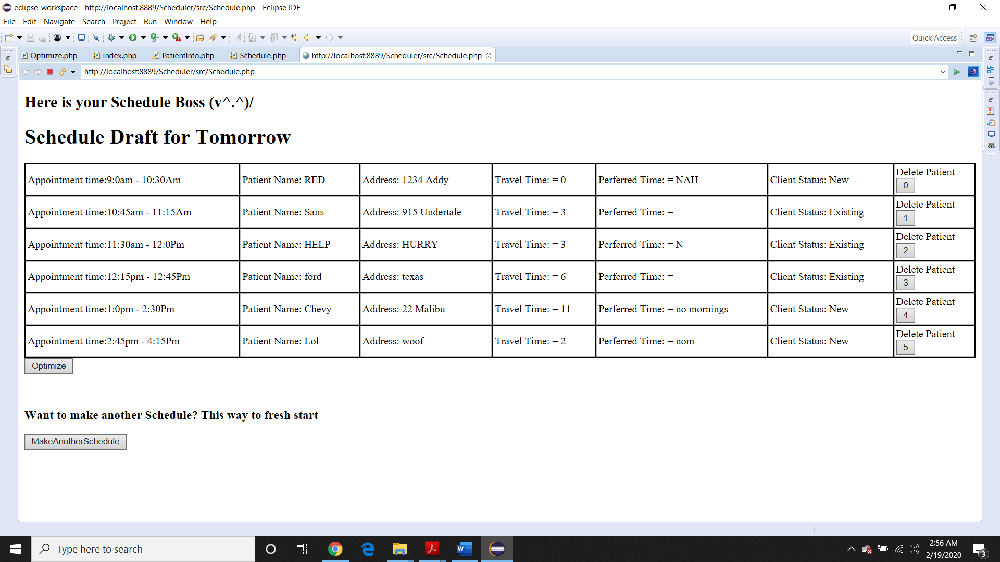 eclipse-workspace - http://localhost:8889/Scheduler/src/Schedule.php - Eclipse IDE
File Edit Navigate Search Project Run Window Help
Quick Access
Optimize.php index.php PatientInfo.php Schedule.php http://localhost:8889/Scheduler/src/Schedule.php
http://localhost:8889/Scheduler/src/Schedule.php
Here is your Schedule Boss (v^.^)/
Schedule Draft for Tomorrow
Appointment time:9:0am - 10:30Am Patient Name: RED Address: 1234 Addy Travel Time: = 0 Perferred Time: = NAH Client Status: New Delete Patient 0
Appointment time:10:45am - 11:15Am Patient Name: Sans Address: 915 Undertale Travel Time: = 3 Perferred Time: = Client Status: Existing Delete Patient 1
Appointment time:11:30am - 12:0Pm Patient Name: HELP Address: HURRY Travel Time: = 3 Perferred Time: = N Client Status: Existing Delete Patient 2
Appointment time:12:15pm - 12:45Pm Patient Name: ford Address: texas Travel Time: = 6 Perferred Time: = Client Status: Existing Delete Patient 3
Appointment time:1:0pm - 2:30Pm Patient Name: Chevy Address: 22 Malibu Travel Time: = 11 Perferred Time: = no mornings Client Status: New Delete Patient 4
Appointment time:2:45pm - 4:15Pm Patient Name: Lol Address: woof Travel Time: = 2 Perferred Time: = nom Client Status: New Delete Patient 5
Optimize
Want to make another Schedule? This way to fresh start
MakeAnotherSchedule
Type here to search
2:56 AM
2/19/2020
3